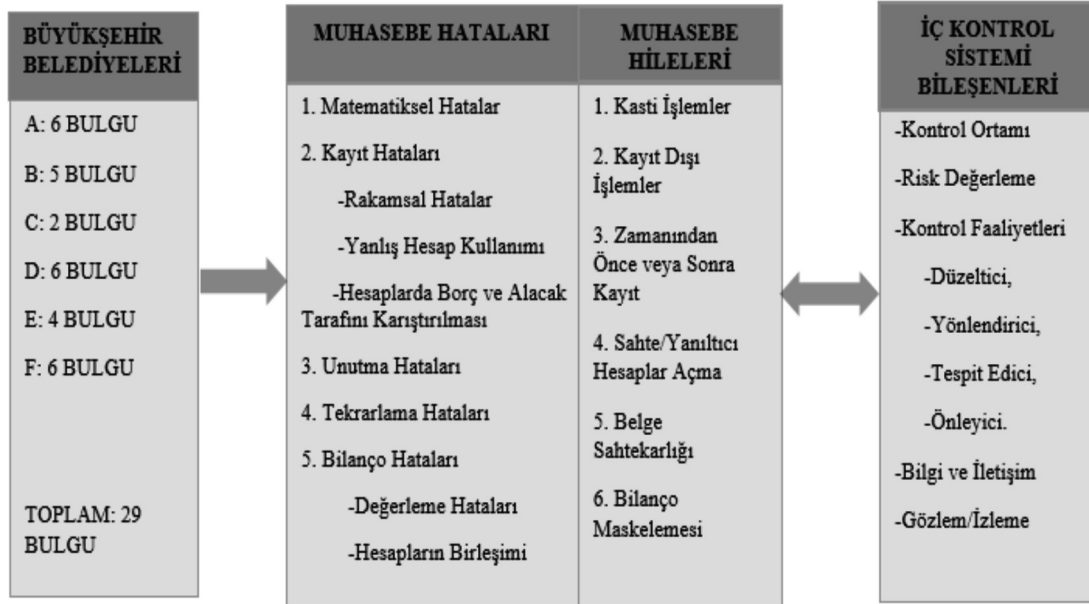 BÜYÜKŞEHİR
BELEDİYELERİ
A: 6 BULGU
B: 5 BULGU
C: 2 BULGU
D: 6 BULGU
E: 4 BULGU
F: 6 BULGU
TOPLAM: 29
BULGU
MUHASEBE HATALARI
1. Matematiksel Hatalar
2. Kayıt Hataları
-Rakamsal Hatalar
-Yanlış Hesap Kullanımı
-Hesaplarda Borç ve Alacak
Tarafını Karıştırılması
3. Unutma Hataları
4. Tekrarlama Hataları
5. Bilanço Hataları
-Değerleme Hataları
-Hesapların Birleşimi
MUHASEBE
HİLELERİ
1. Kasti İşlemler
2. Kayıt Dışı
İşlemler
3. Zamanından
Önce veya Sonra
Kayıt
4. Sahte/Yanıltıcı
Hesaplar Açma
5. Belge
Sahtekarlığı
6. Bilanço
Maskelemesi
İÇ KONTROL
SİSTEMİ
BİLEŞENLERİ
-Kontrol Ortamı
-Risk Değerleme
-Kontrol Faaliyetleri
-Düzeltici,
-Yönlendirici,
-Tespit Edici,
-Önleyici.
-Bilgi ve İletişim
-Gözlem/İzleme